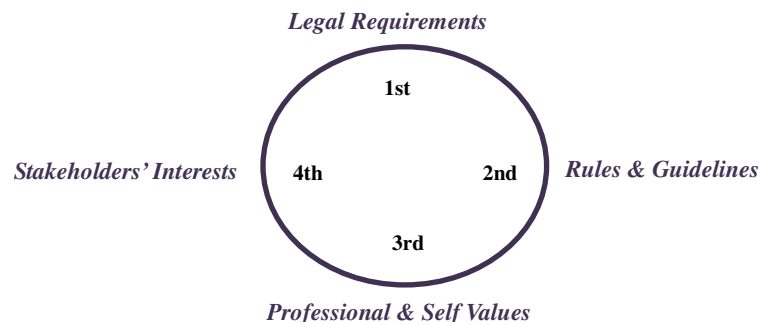 Legal Requirements
1st
Stakeholders' Interests
4th
2nd
Rules & Guidelines
3rd
Professional & Self Values